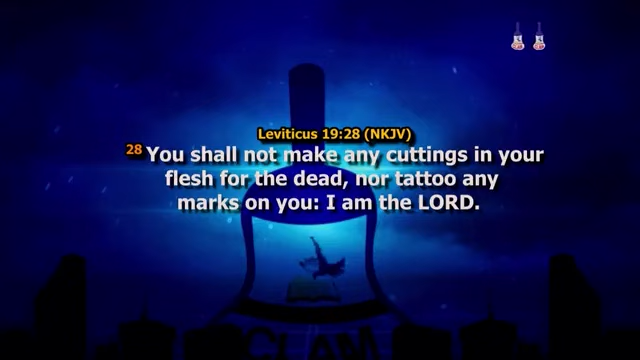 Leviticus 19:28 (NKJV)
28 You shall not make any cuttings in your
flesh for the dead, nor tattoo any
marks on you: I am the LORD.
CLAM